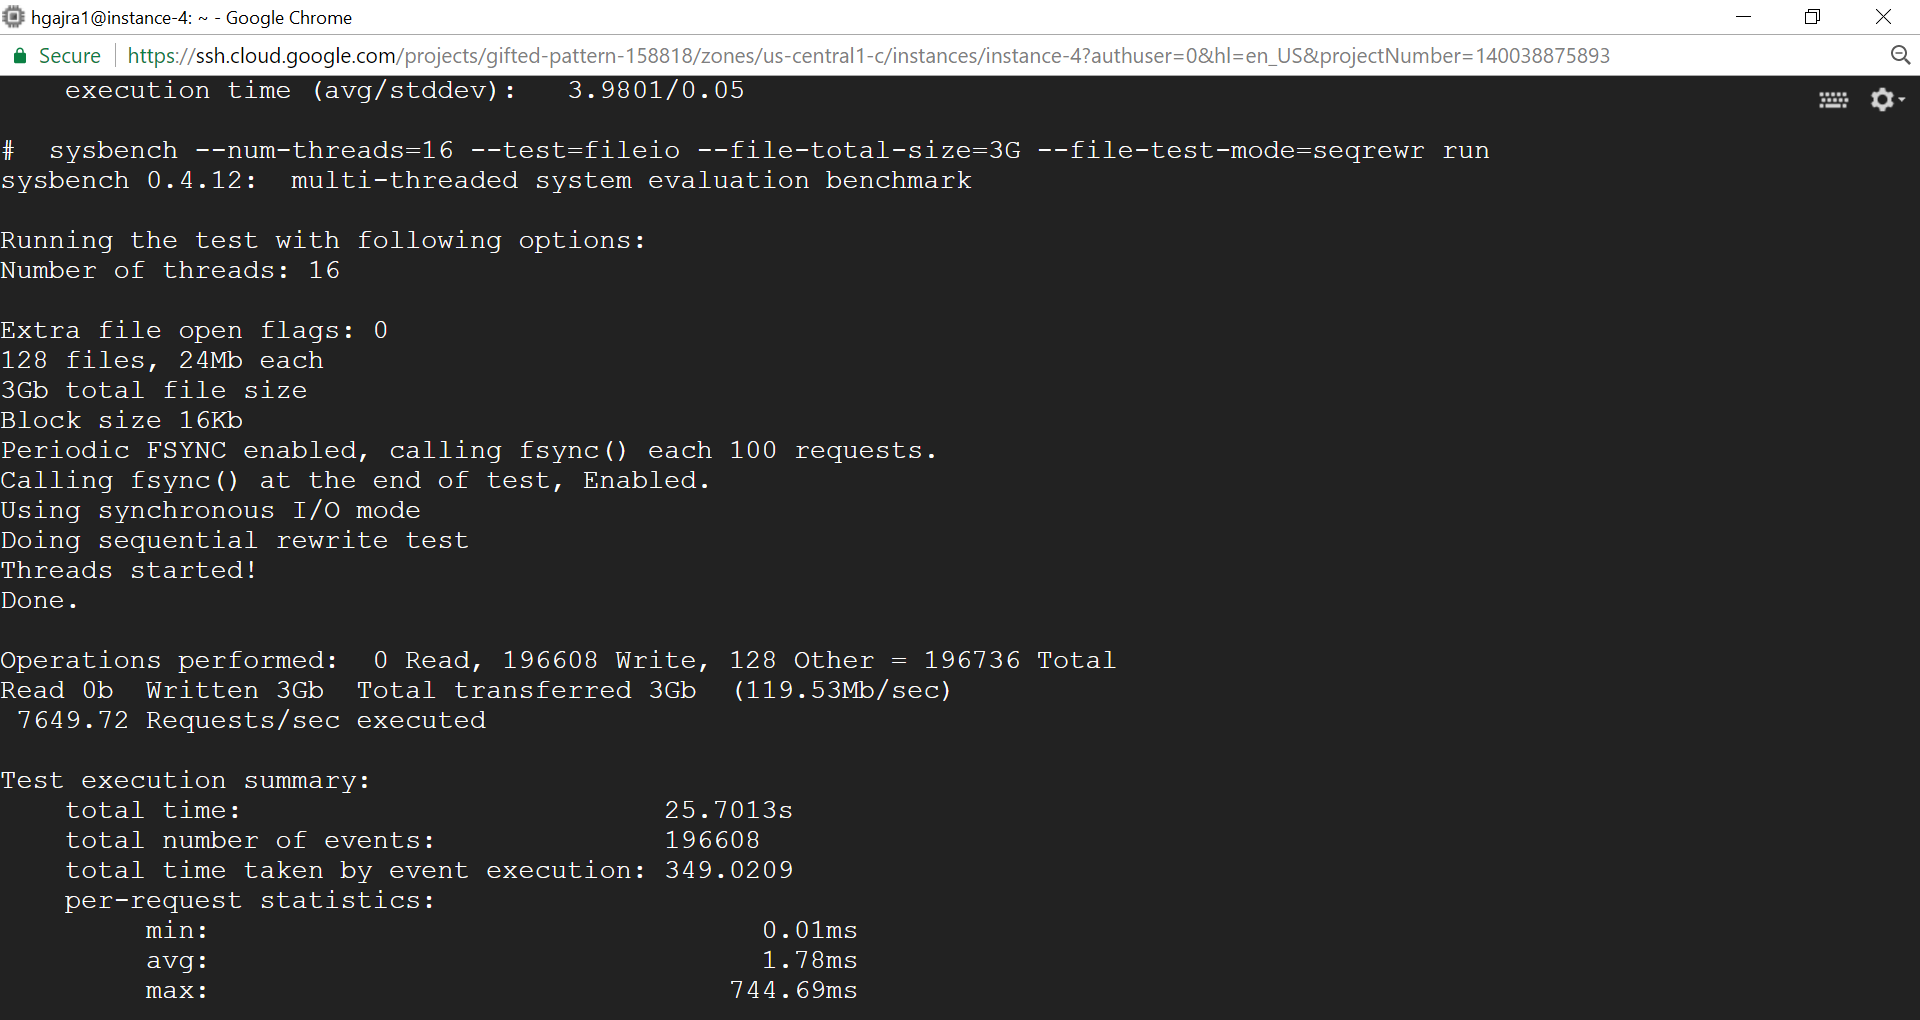 hgajra1@instance-4: ~ - Google Chrome
Secure https://ssh.cloud.google.com/projects/gifted-pattern-158818/zones/us-central1-c/instances/instance-4?authuser=0&hl=en_US&projectNumber=140038875893
execution time (avg/stddev):   3.9801/0.05
#  sysbench --num-threads=16 --test=fileio --file-total-size=3G --file-test-mode=seqrewr run
sysbench 0.4.12:  multi-threaded system evaluation benchmark
Running the test with following options:
Number of threads: 16
Extra file open flags: 0
128 files, 24Mb each
3Gb total file size
Block size 16Kb
Periodic FSYNC enabled, calling fsync() each 100 requests.
Calling fsync() at the end of test, Enabled.
Using synchronous I/O mode
Doing sequential rewrite test
Threads started!
Done.
Operations performed:  0 Read, 196608 Write, 128 Other = 196736 Total
Read 0b  Written 3Gb  Total transferred 3Gb  (119.53Mb/sec)
7649.72 Requests/sec executed
Test execution summary:
total time:                          25.7013s
total number of events:              196608
total time taken by event execution: 349.0209
per-request statistics:
min:                                  0.01ms
avg:                                  1.78ms
max:                                744.69ms